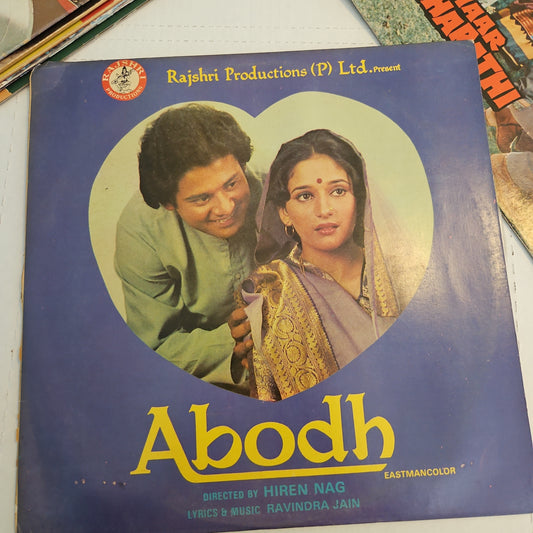 RAJSHRI
PRODUCTIONS
Rajshri Productions (P) Ltd. Present
Abodh
EASTMANCOLOR
DIRECTED BY HIREN NAG
LYRICS & MUSIC RAVINDRA JAIN